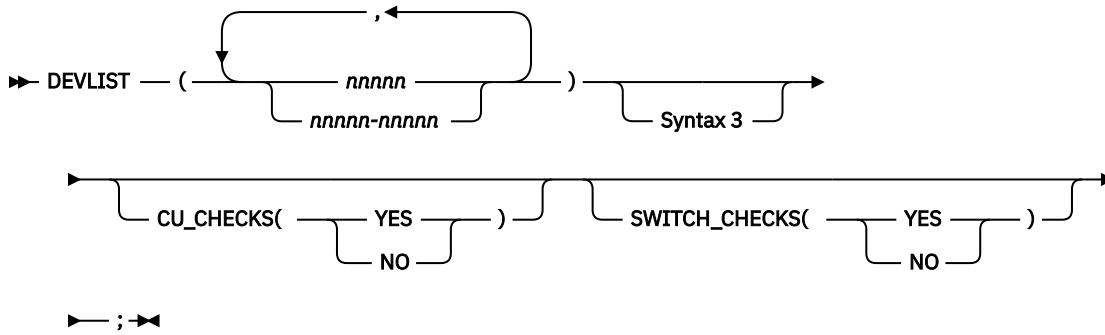 ,
DEVLIST ( nnnnn )
nnnnn-nnnnn Syntax 3
CU_CHECKS( YES ) SWITCH_CHECKS( YES )
NO NO
;